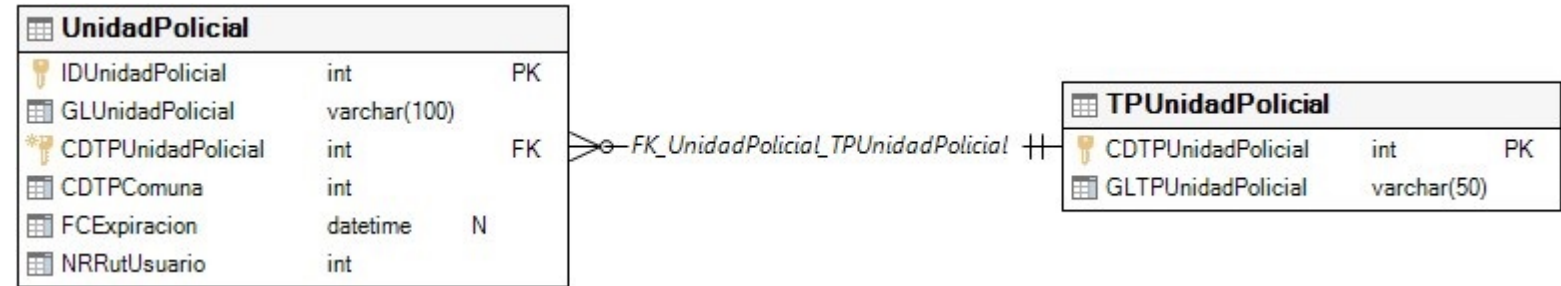 UnidadPolicial
IDUnidadPolicial int PK
GLUnidadPolicial varchar(100)
CDTPUnidadPolicial int FK
CDTPComuna int
FCExpiracion datetime N
NRRutUsuario int
FK_UnidadPolicial_TPUnidadPolicial
TPUnidadPolicial
CDTPUnidadPolicial int PK
GLTPUnidadPolicial varchar(50)